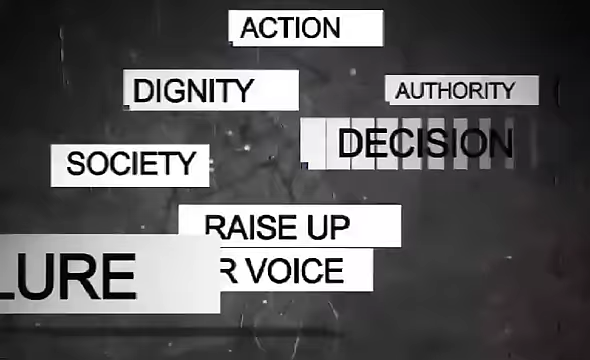 ACTION
DIGNITY
AUTHORITY
DECISION
SOCIETY
RAISE UP
R VOICE
LURE